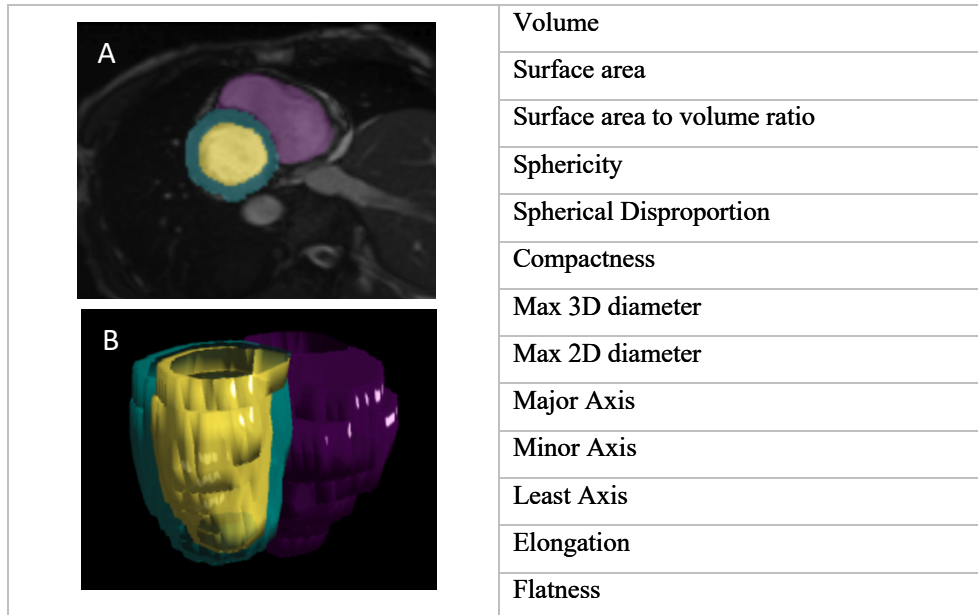 A
B
Volume
Surface area
Surface area to volume ratio
Sphericity
Spherical Disproportion
Compactness
Max 3D diameter
Max 2D diameter
Major Axis
Minor Axis
Least Axis
Elongation
Flatness